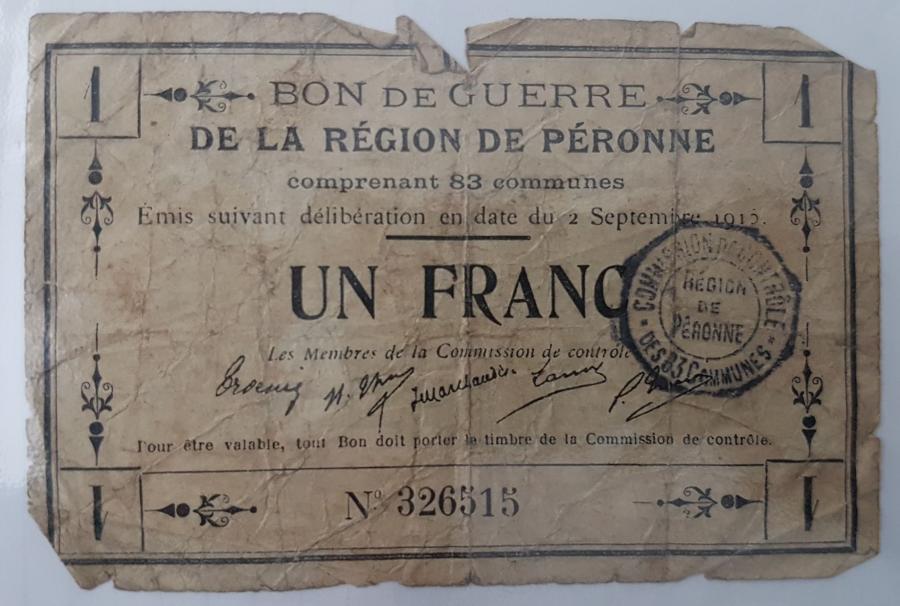 1 BON DE GUERRE 1
DE LA RÉGION DE PÉRONNE
comprenant 83 communes
Émis suivant délibération en date du 2 Septembre 1915.
UN FRANC
COMMISSION DE CONTRÔLE
RÉGION
DE
PÉRONNE
DES 83 COMMUNES
Les Membres de la Commission de contrôle
Pour être valable, tout Bon doit porter le timbre de la Commission de contrôle.
1 Nº 326515 1